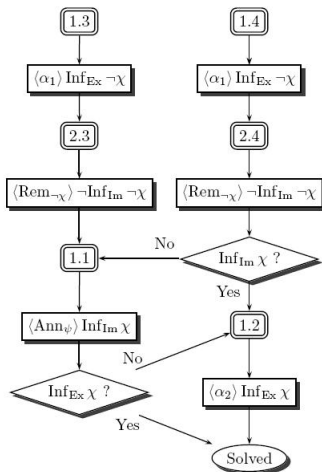 1.3 1.4
⟨α₁⟩ Inf_Ex ¬χ ⟨α₁⟩ Inf_Ex ¬χ
2.3 2.4
⟨Rem_¬χ⟩ ¬Inf_Im ¬χ ⟨Rem_¬χ⟩ ¬Inf_Im ¬χ
No
1.1 Inf_Im χ ?
Yes
⟨Ann_ψ⟩ Inf_Im χ 1.2
No
Inf_Ex χ ? ⟨α₂⟩ Inf_Ex χ
Yes
Solved